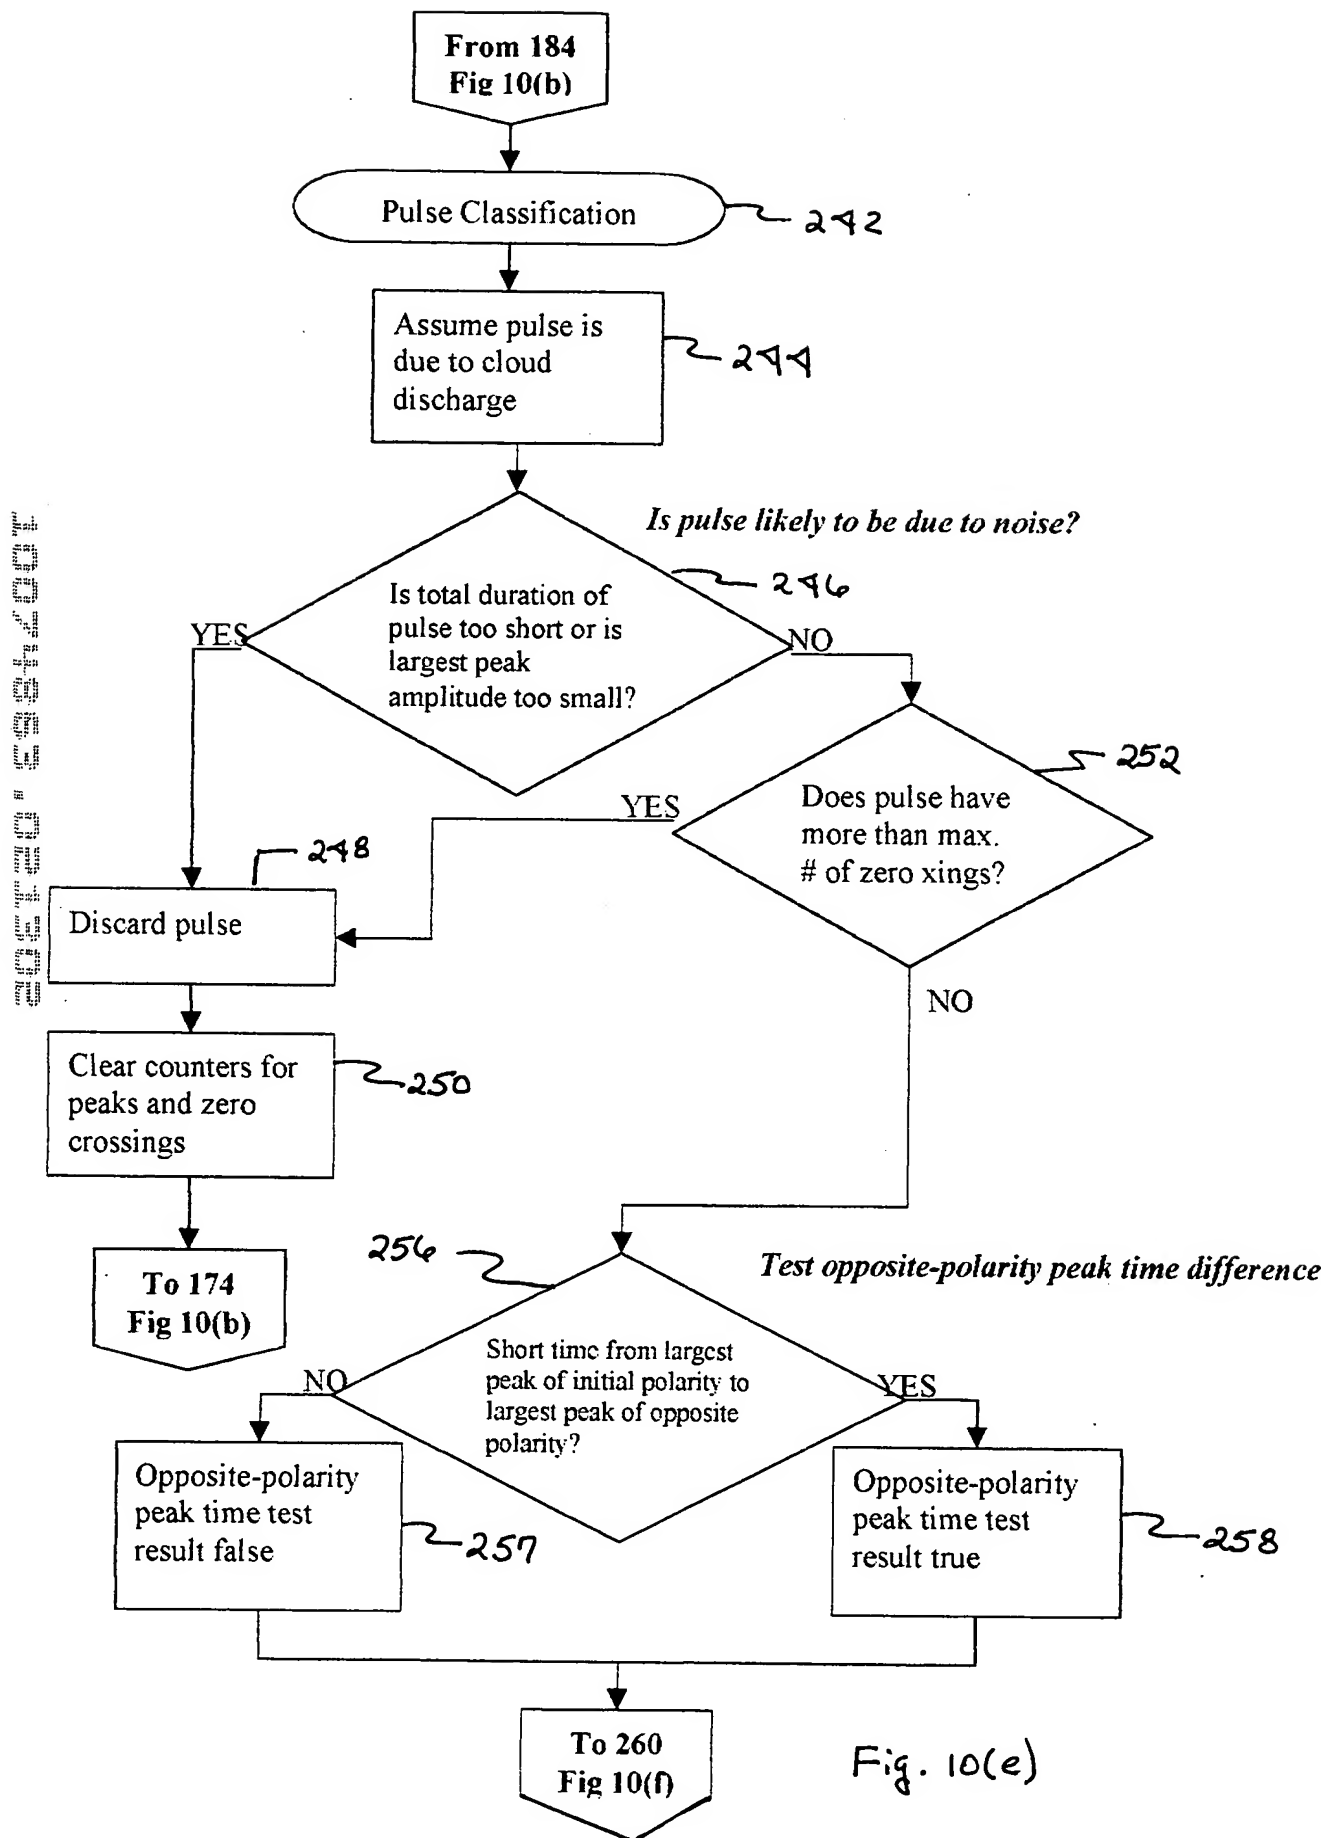 From 184
Fig 10(b)
Pulse Classification
242
Assume pulse is
due to cloud
discharge
244
Is pulse likely to be due to noise?
246
Is total duration of
pulse too short or is
largest peak
amplitude too small?
YES
NO
252
Does pulse have
more than max.
# of zero xings?
YES
NO
248
Discard pulse
Clear counters for
peaks and zero
crossings
250
To 174
Fig 10(b)
256
Test opposite-polarity peak time difference
Short time from largest
peak of initial polarity to
largest peak of opposite
polarity?
NO
YES
Opposite-polarity
peak time test
result false
257
Opposite-polarity
peak time test
result true
258
To 260
Fig 10(f)
Fig. 10(e)
10074863.021302